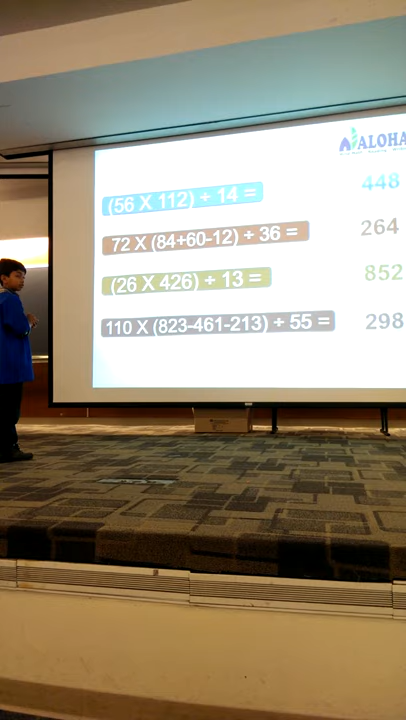 ALOHA
(56 X 112) ÷ 14 = 448
72 X (84+60-12) ÷ 36 = 264
(26 X 426) ÷ 13 = 852
110 X (823-461-213) ÷ 55 = 298